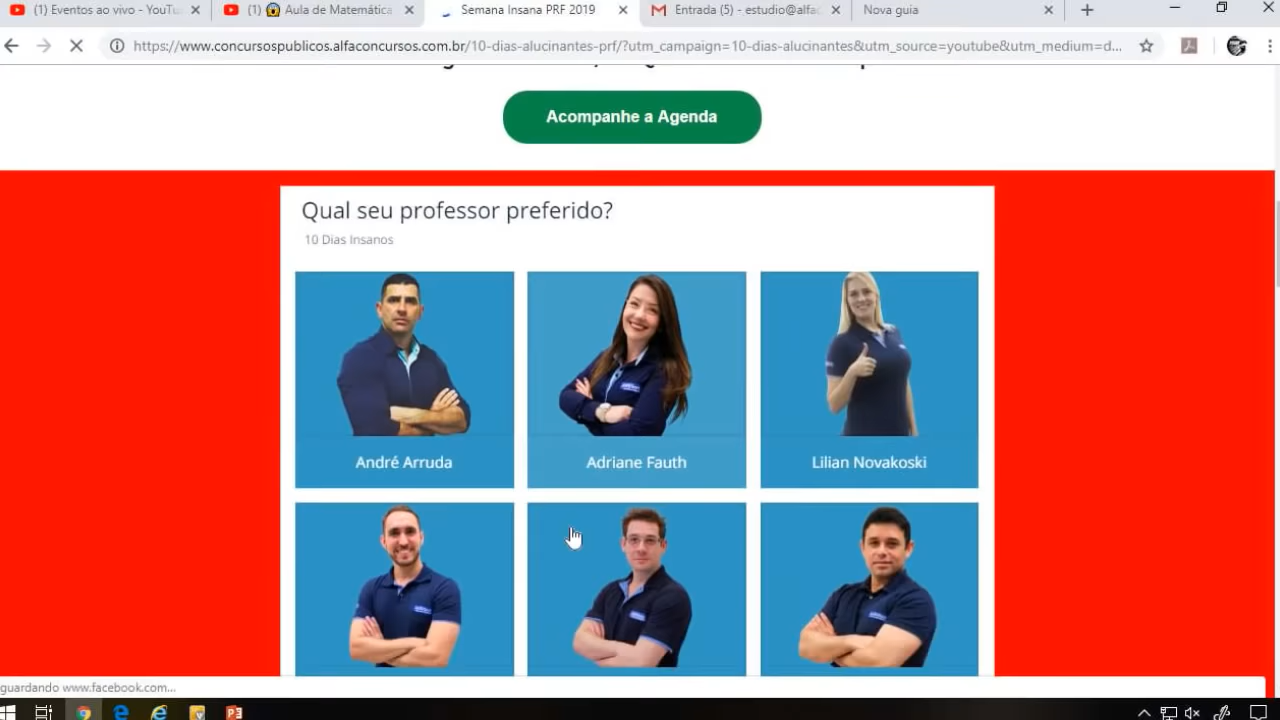 (1) Eventos ao vivo - YouTu
(1) 😱 Aula de Matemática
Semana Insana PRF 2019
Entrada (5) - estudio@alfac
Nova guia
https://www.concursospublicos.alfaconcursos.com.br/10-dias-alucinantes-prf/?utm_campaign=10-dias-alucinantes&utm_source=youtube&utm_medium=d...
Acompanhe a Agenda
Qual seu professor preferido?
10 Dias Insanos
André Arruda
Adriane Fauth
Lilian Novakoski
guardando www.facebook.com...